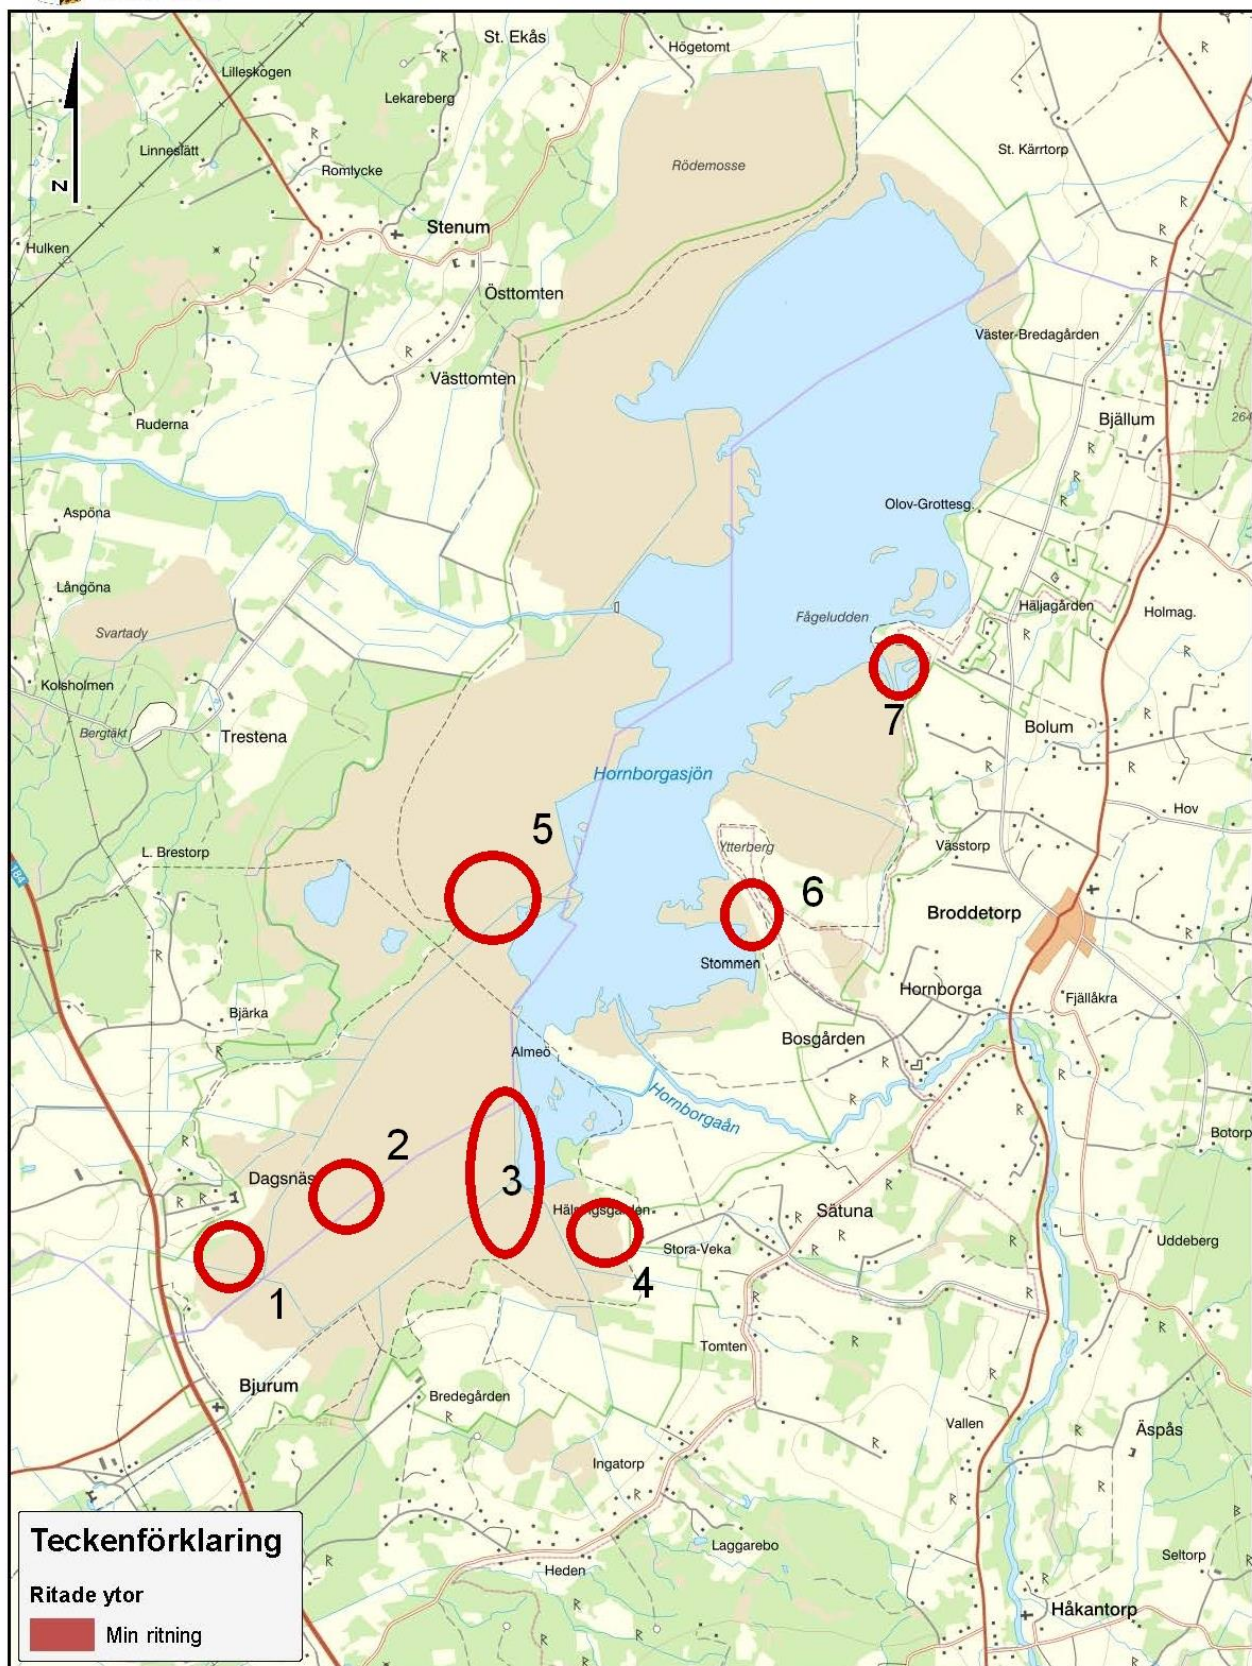 St. Ekås
Högetomt
Lilleskogen
Lekareberg
Linneslätt
Romlycke
Rödemosse
St. Kärrtorp
N
Stenum
Hulken
Östtomten
Väster-Bredagården
Västtomten
Ruderna
Bjällum
264
Olov-Grottesg.
Aspöna
Långöna
Svartady
Fågeludden
Häljagården
Holmag.
Kolsholmen
Bergtäkt
Trestena
7
Bolum
Hornborgasjön
Hov
5
Ytterberg
Västorp
L. Brestorp
184
6
Broddetorp
Stommen
Hornborga
Fjällåkra
Bjärka
Almeö
Bosgården
Hornborgaån
Botorp
2
Dagsnäs
3
Sätuna
Stora-Veka
Uddeberg
1
4
Tomten
Bjurum
Bredegården
Vallen
Äspås
Ingatorp
Laggarebo
Heden
Seltorp
Håkantorp
Teckenförklaring
Ritade ytor
Min ritning